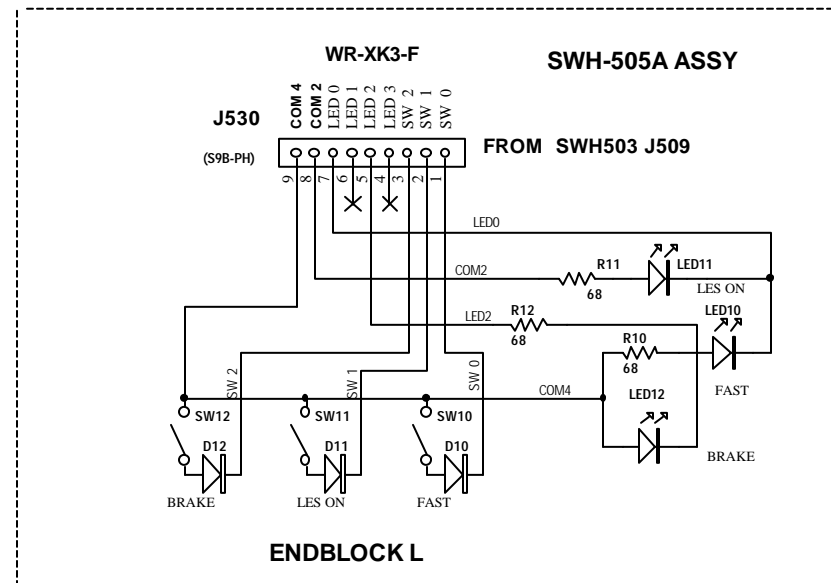 WR-XK3-F
SWH-505A ASSY
COM 4
COM 2
LED 0
LED 1
LED 2
LED 3
SW 2
SW 1
SW 0
J530
(S9B-PH)
FROM SWH503 J509
9
8
7
6
5
4
3
2
1
LED0
COM2
R11
68
LED11
LES ON
LED2
R12
68
LED10
R10
68
FAST
COM4
LED12
BRAKE
SW 2
SW 1
SW 0
SW12
SW11
SW10
D12
D11
D10
BRAKE
LES ON
FAST
ENDBLOCK L